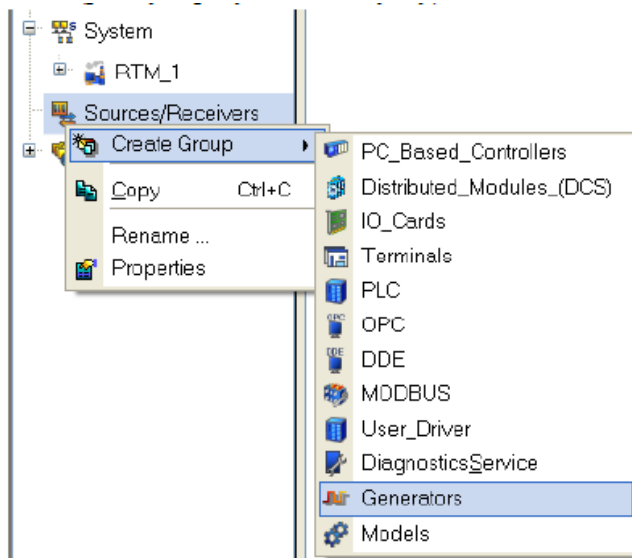 System
RTM_1
Sources/Receivers
Create Group
Copy Ctrl+C
Rename ...
Properties
PC_Based_Controllers
Distributed_Modules_(DCS)
IO_Cards
Terminals
PLC
OPC
DDE
MODBUS
User_Driver
DiagnosticsService
Generators
Models